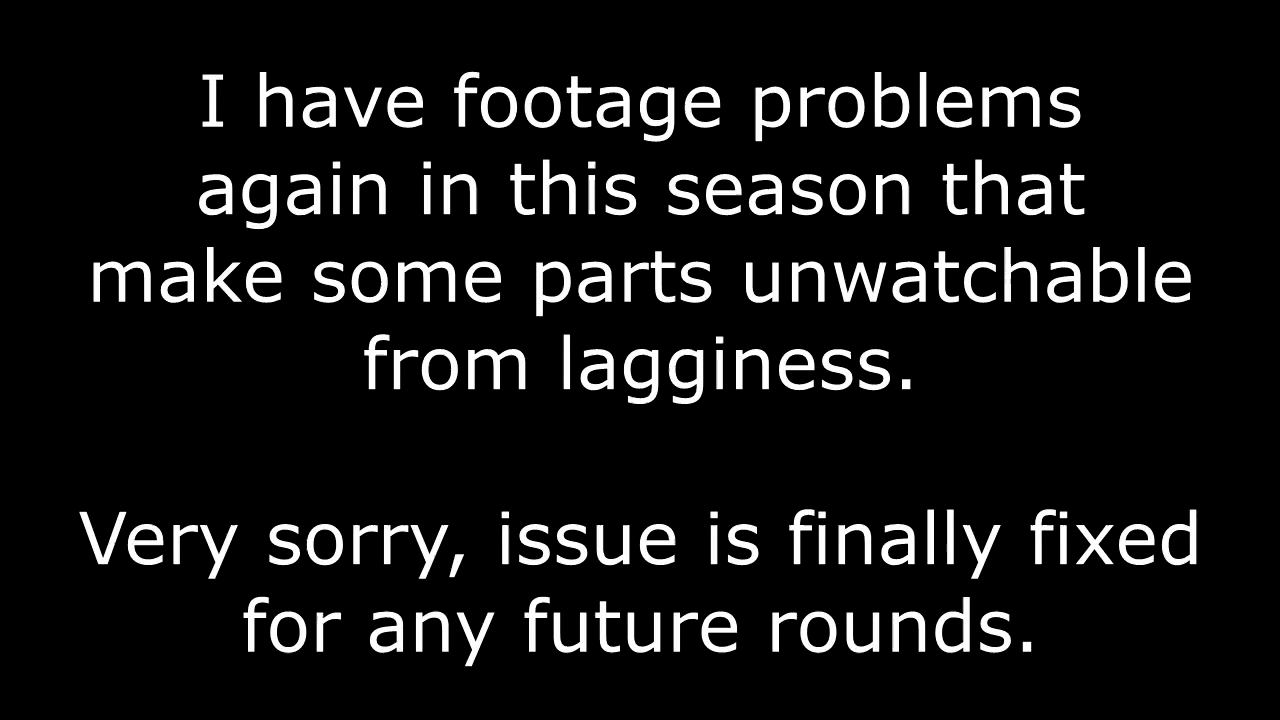 I have footage problems
again in this season that
make some parts unwatchable
from lagginess.
Very sorry, issue is finally fixed
for any future rounds.